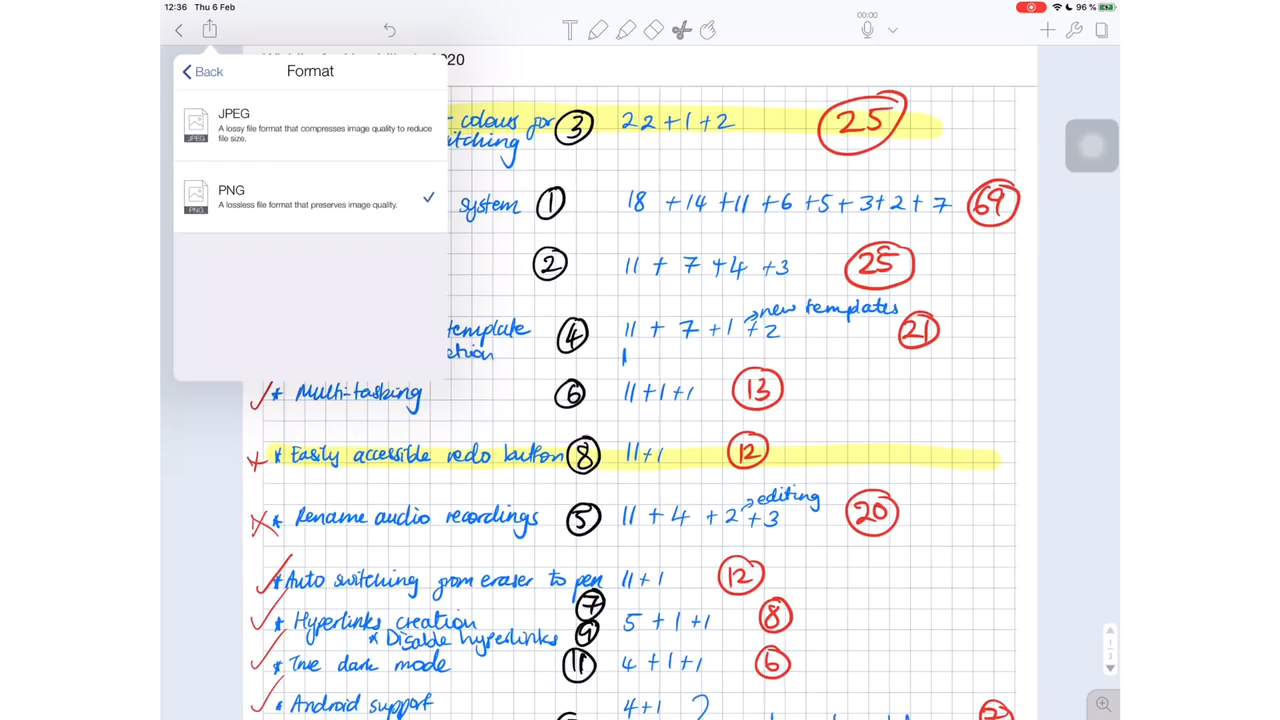 12:36 Thu 6 Feb
96 %
00:00
Back Format
2020
JPEG
A lossy file format that compresses image quality to reduce
file size.
JPEG
PNG
A lossless file format that preserves image quality.
PNG
colours for 3 22 +1 +2 25
system 1 18 +14 +11 +6 +5 +3 +2 +7 69
2 11 + 7 +4 +3 25
new templates
template 4 11 + 7 +1 +2 21
* Multi-tasking 6 11 +1 +1 13
* Easily accessible redo button 8 11+1 12
editing
* Rename audio recordings 5 11 + 4 + 2 +3 20
* Auto switching from eraser to pen 11+1 12
7
* Hyperlinks creation 5 + 1 +1 8
* Disable hyperlinks 9
* True dark mode 11 4 +1 +1 6
* Android support 4+1 2
1
3